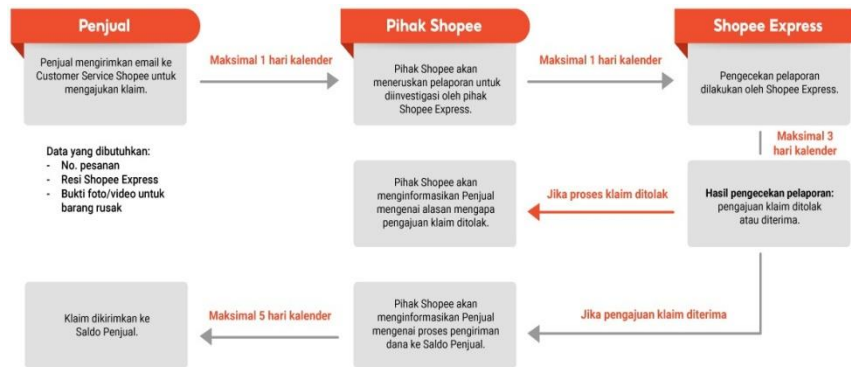 Penjual
Pihak Shopee
Shopee Express
Penjual mengirimkan email ke
Customer Service Shopee untuk
mengajukan klaim.
Maksimal 1 hari kalender
Pihak Shopee akan
meneruskan pelaporan untuk
diinvestigasi oleh pihak
Shopee Express.
Maksimal 1 hari kalender
Pengecekan pelaporan
dilakukan oleh Shopee Express.
Maksimal 3
hari kalender
Data yang dibutuhkan:
- No. pesanan
- Resi Shopee Express
- Bukti foto/video untuk
barang rusak
Pihak Shopee akan
menginformasikan Penjual
mengenai alasan mengapa
pengajuan klaim ditolak.
Jika proses klaim ditolak
Hasil pengecekan pelaporan:
pengajuan klaim ditolak
atau diterima.
Klaim dikirimkan ke
Saldo Penjual.
Maksimal 5 hari kalender
Pihak Shopee akan
menginformasikan Penjual
mengenai proses pengiriman
dana ke Saldo Penjual.
Jika pengajuan klaim diterima